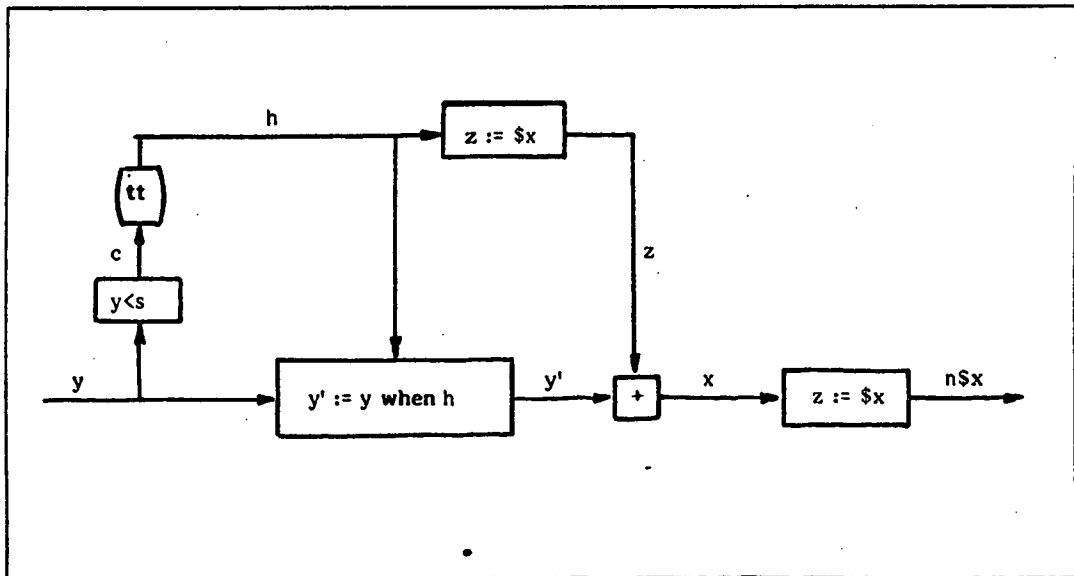 h
z := $x
tt
c
z
y<s
y
y' := y when h
y'
+
x
z := $x
n$x